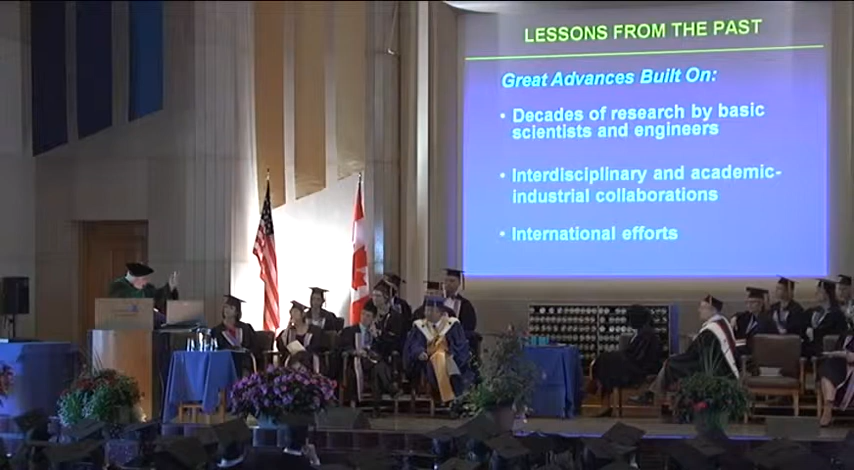 LESSONS FROM THE PAST
Great Advances Built On:
• Decades of research by basic
scientists and engineers
• Interdisciplinary and academic-
industrial collaborations
• International efforts